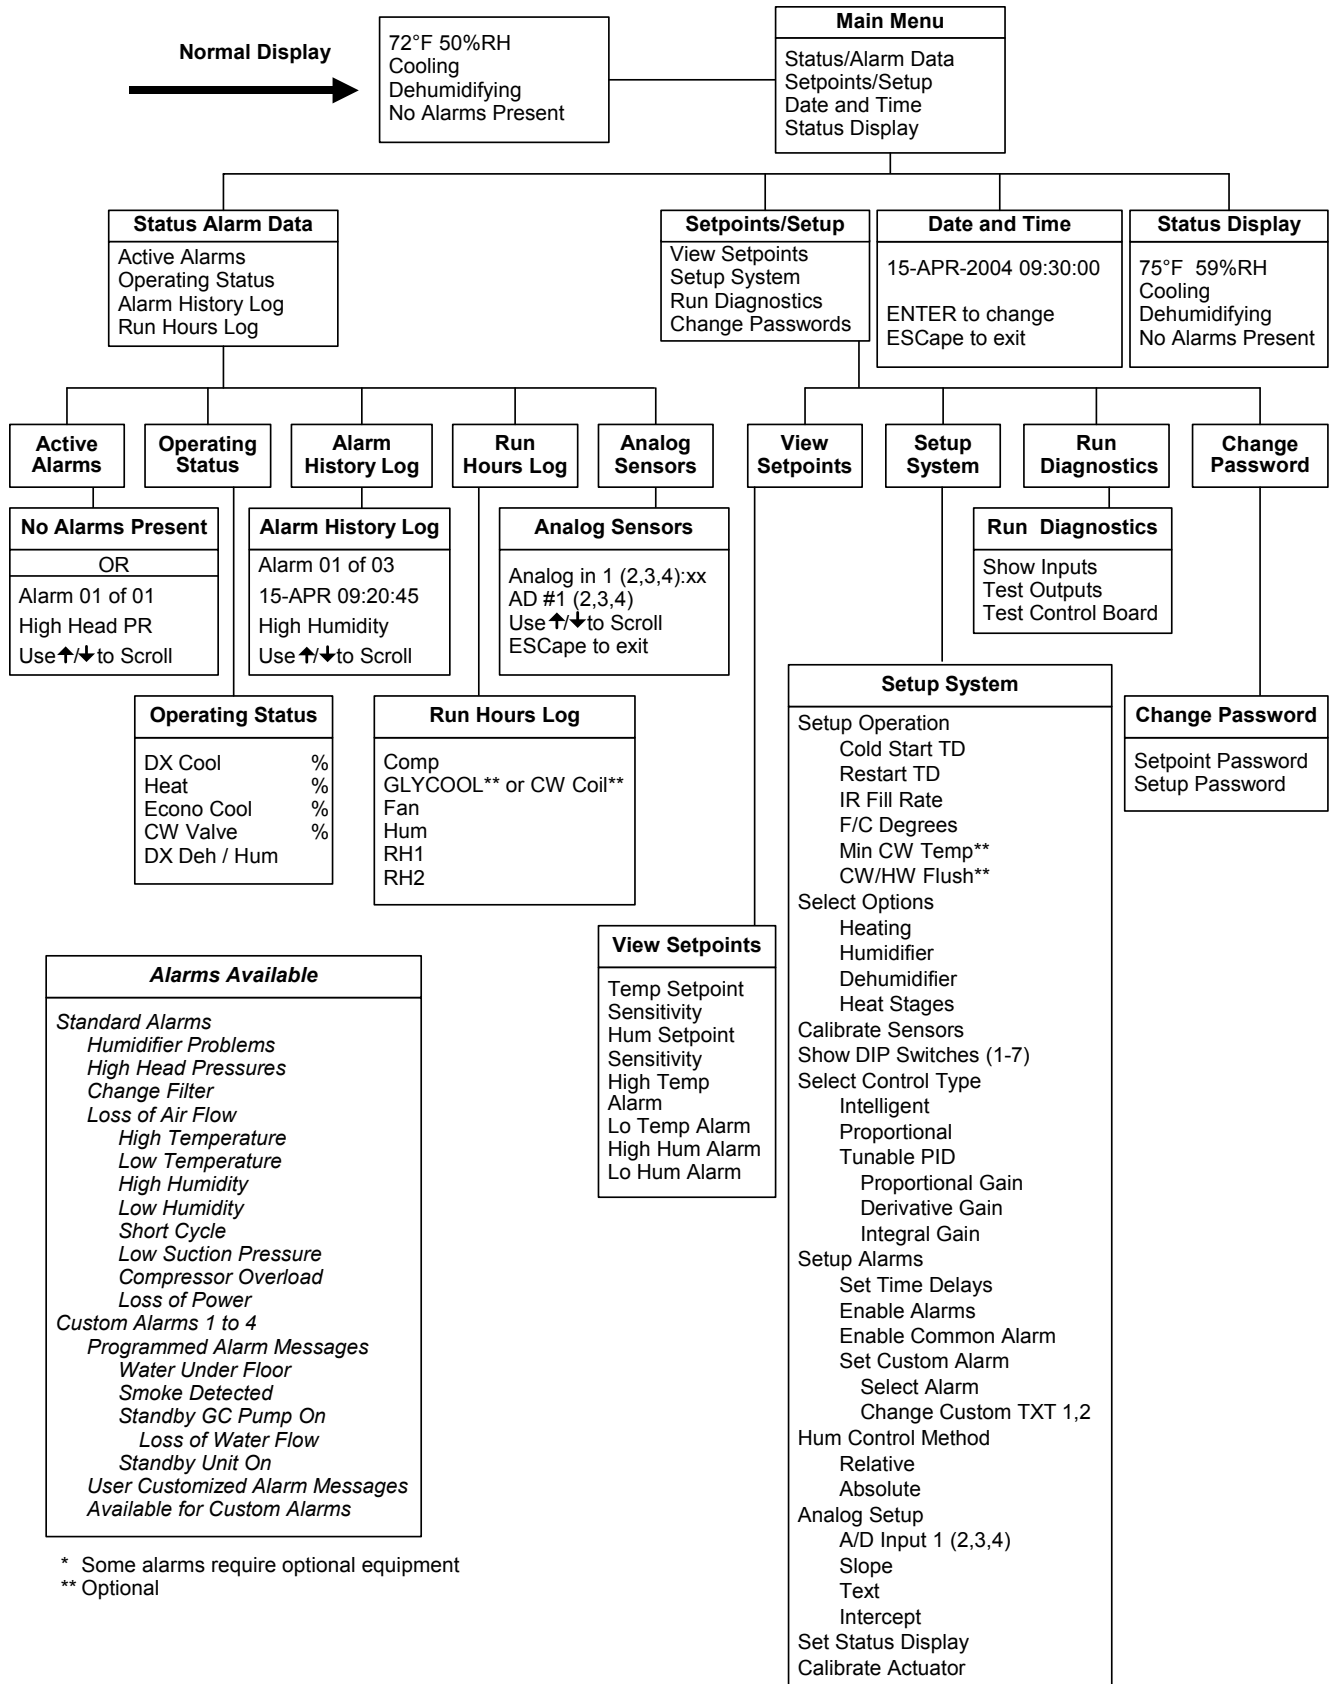 Normal Display
72°F 50%RH
Cooling
Dehumidifying
No Alarms Present
Main Menu
Status/Alarm Data
Setpoints/Setup
Date and Time
Status Display
Status Alarm Data
Active Alarms
Operating Status
Alarm History Log
Run Hours Log
Setpoints/Setup
View Setpoints
Setup System
Run Diagnostics
Change Passwords
Date and Time
15-APR-2004 09:30:00
ENTER to change
ESCape to exit
Status Display
75°F 59%RH
Cooling
Dehumidifying
No Alarms Present
Active
Alarms
Operating
Status
Alarm
History Log
Run
Hours Log
Analog
Sensors
View
Setpoints
Setup
System
Run
Diagnostics
Change
Password
No Alarms Present
OR
Alarm 01 of 01
High Head PR
Use↑/↓to Scroll
Alarm History Log
Alarm 01 of 03
15-APR 09:20:45
High Humidity
Use↑/↓to Scroll
Analog Sensors
Analog in 1 (2,3,4):xx
AD #1 (2,3,4)
Use↑/↓to Scroll
ESCape to exit
Run Diagnostics
Show Inputs
Test Outputs
Test Control Board
Operating Status
DX Cool %
Heat %
Econo Cool %
CW Valve %
DX Deh / Hum
Run Hours Log
Comp
GLYCOOL** or CW Coil**
Fan
Hum
RH1
RH2
Setup System
Setup Operation
Cold Start TD
Restart TD
IR Fill Rate
F/C Degrees
Min CW Temp**
CW/HW Flush**
Select Options
Heating
Humidifier
Dehumidifier
Heat Stages
Calibrate Sensors
Show DIP Switches (1-7)
Select Control Type
Intelligent
Proportional
Tunable PID
Proportional Gain
Derivative Gain
Integral Gain
Setup Alarms
Set Time Delays
Enable Alarms
Enable Common Alarm
Set Custom Alarm
Select Alarm
Change Custom TXT 1,2
Hum Control Method
Relative
Absolute
Analog Setup
A/D Input 1 (2,3,4)
Slope
Text
Intercept
Set Status Display
Calibrate Actuator
Change Password
Setpoint Password
Setup Password
View Setpoints
Temp Setpoint
Sensitivity
Hum Setpoint
Sensitivity
High Temp
Alarm
Lo Temp Alarm
High Hum Alarm
Lo Hum Alarm
Alarms Available
Standard Alarms
Humidifier Problems
High Head Pressures
Change Filter
Loss of Air Flow
High Temperature
Low Temperature
High Humidity
Low Humidity
Short Cycle
Low Suction Pressure
Compressor Overload
Loss of Power
Custom Alarms 1 to 4
Programmed Alarm Messages
Water Under Floor
Smoke Detected
Standby GC Pump On
Loss of Water Flow
Standby Unit On
User Customized Alarm Messages
Available for Custom Alarms
* Some alarms require optional equipment
** Optional